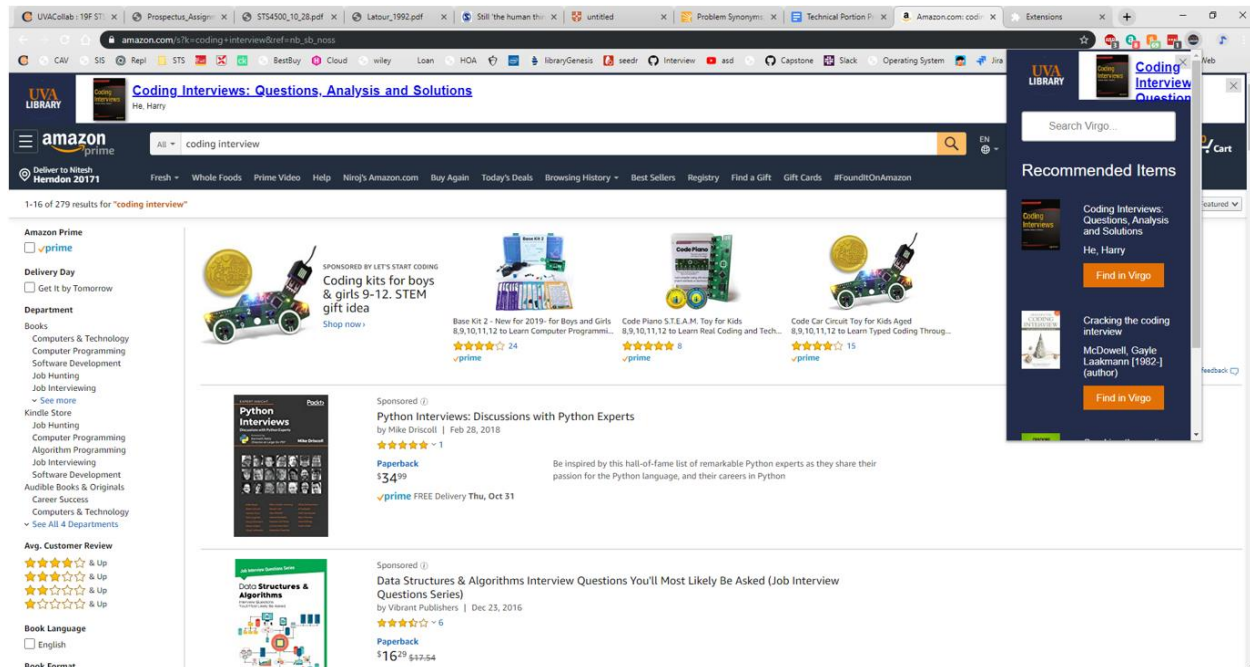 UVACollab : 19F STS
Prospectus_Assign
STS4500_10_28.pdf
Latour_1992.pdf
Still 'the human thi
untitled
Problem Synonyms
Technical Portion P
Amazon.com: codin
Extensions
amazon.com/s?k=coding+interview&ref=nb_sb_noss
CAV
SIS
Repl
STS
BestBuy
Cloud
wiley
Loan
HOA
libraryGenesis
seedr
Interview
asd
Capstone
Slack
Operating System
Jira
Web
UVA
LIBRARY
Coding Interviews: Questions, Analysis and Solutions
He, Harry
amazon
prime
All
coding interview
EN
Cart
Deliver to Nitesh
Herndon 20171
Fresh
Whole Foods
Prime Video
Help
Niroj's Amazon.com
Buy Again
Today's Deals
Browsing History
Best Sellers
Registry
Find a Gift
Gift Cards
#FoundItOnAmazon
1-16 of 279 results for "coding interview"
Amazon Prime
prime
Delivery Day
Get It by Tomorrow
Department
Books
Computers & Technology
Computer Programming
Software Development
Job Hunting
Job Interviewing
See more
Kindle Store
Job Hunting
Computer Programming
Algorithm Programming
Job Interviewing
Software Development
Audible Books & Originals
Career Success
Computers & Technology
See All 4 Departments
Avg. Customer Review
& Up
& Up
& Up
& Up
Book Language
English
Book Format
SPONSORED BY LET'S START CODING
Coding kits for boys
& girls 9-12. STEM
gift idea
Shop now ›
Base Kit 2 - New for 2019- for Boys and Girls
8,9,10,11,12 to Learn Computer Programmi...
24
prime
Code Piano S.T.E.A.M. Toy for Kids
8,9,10,11,12 to Learn Real Coding and Tech...
8
prime
Code Car Circuit Toy for Kids Aged
8,9,10,11,12 to Learn Typed Coding Throug...
15
prime
Python
Interviews
Packt
Mike Driscoll
Sponsored
Python Interviews: Discussions with Python Experts
by Mike Driscoll | Feb 28, 2018
1
Paperback
$34 99
prime FREE Delivery Thu, Oct 31
Be inspired by this hall-of-fame list of remarkable Python experts as they share their
passion for the Python language, and their careers in Python
Job Interview Questions Series
Data Structures &
Algorithms
Sponsored
Data Structures & Algorithms Interview Questions You'll Most Likely Be Asked (Job Interview
Questions Series)
by Vibrant Publishers | Dec 23, 2016
6
Paperback
$16 29 $17.54
UVA
LIBRARY
Coding
Interview
Question
Search Virgo...
Recommended Items
Coding
Interviews
Coding Interviews:
Questions, Analysis
and Solutions
He, Harry
Find in Virgo
Cracking the coding
interview
McDowell, Gayle
Laakmann [1982-]
(author)
Find in Virgo
feedback